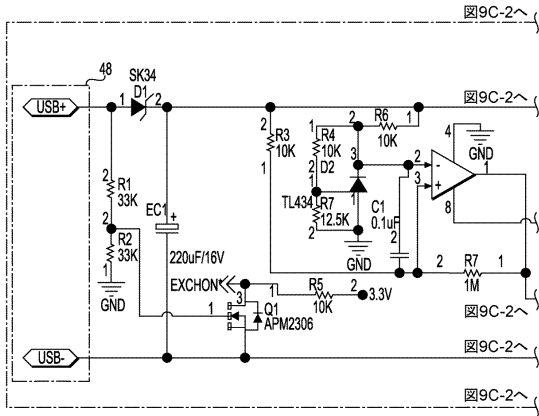 図9C-2へ
48
SK34
D1
図9C-2へ
USB+
1
2
2
R3
10K
1
1
R4
10K
2
D2
1
TL434
R7
12.5K
2
3
1
GND
R6
10K
1
2
C1
0.1uF
2
4
GND
2
-
3
+
1
8
2
R7
1M
1
2
R1
33K
2
R2
33K
1
GND
EC1
+
220uF/16V
EXCHON*
3
1
Q1
APM2306
1
R5
10K
2
3.3V
図9C-2へ
USB-
図9C-2へ
図9C-2へ